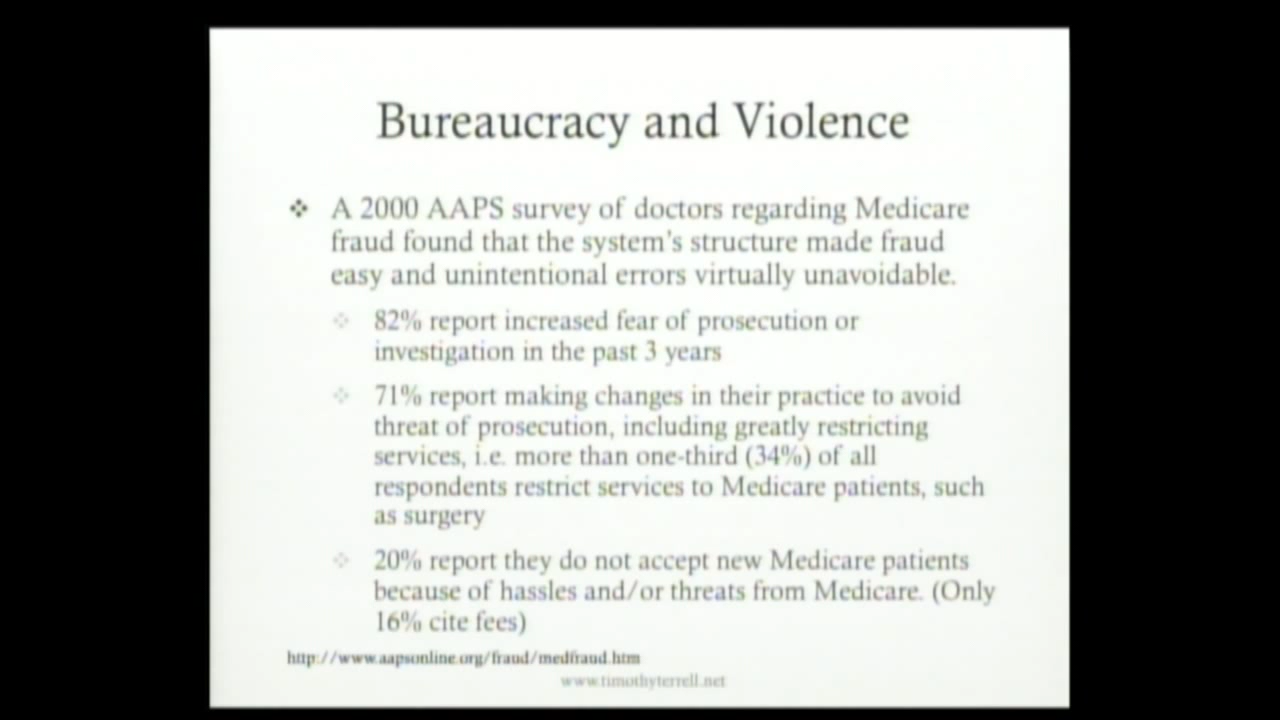 Bureaucracy and Violence
❖ A 2000 AAPS survey of doctors regarding Medicare
fraud found that the system's structure made fraud
easy and unintentional errors virtually unavoidable.
❖ 82% report increased fear of prosecution or
investigation in the past 3 years
❖ 71% report making changes in their practice to avoid
threat of prosecution, including greatly restricting
services, i.e. more than one-third (34%) of all
respondents restrict services to Medicare patients, such
as surgery
❖ 20% report they do not accept new Medicare patients
because of hassles and/or threats from Medicare. (Only
16% cite fees)
http://www.aapsonline.org/fraud/medfraud.htm
www.timothyterrell.net